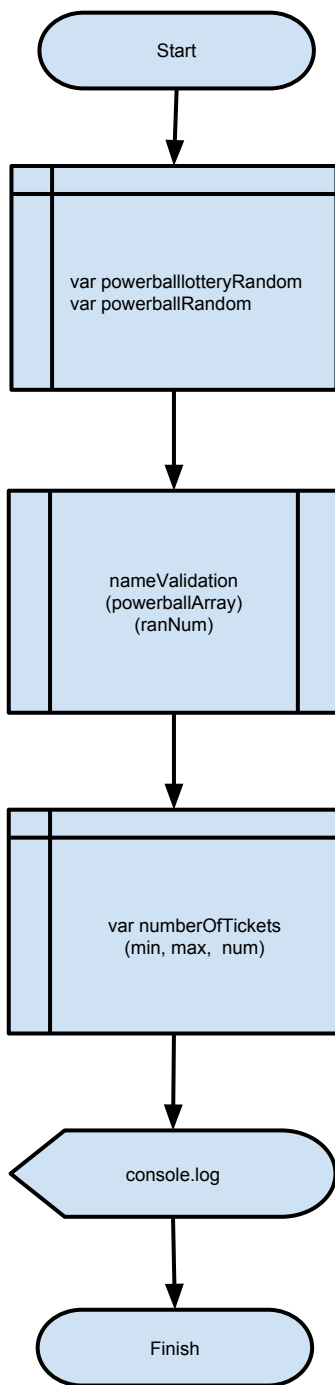 Start
var powerballlotteryRandom
var powerballRandom
nameValidation
(powerballArray)
(ranNum)
var numberOfTickets
(min, max,  num)
console.log
Finish